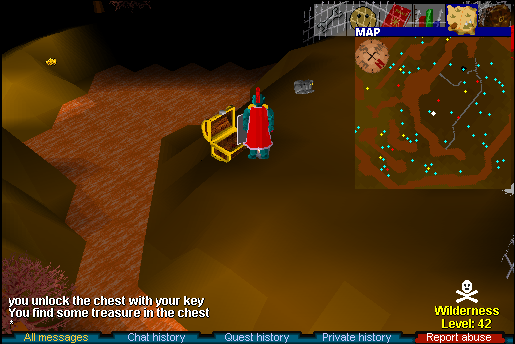 MAP
you unlock the chest with your key
You find some treasure in the chest
*
Wilderness
Level: 42
All messages
Chat history
Quest history
Private history
Report abuse